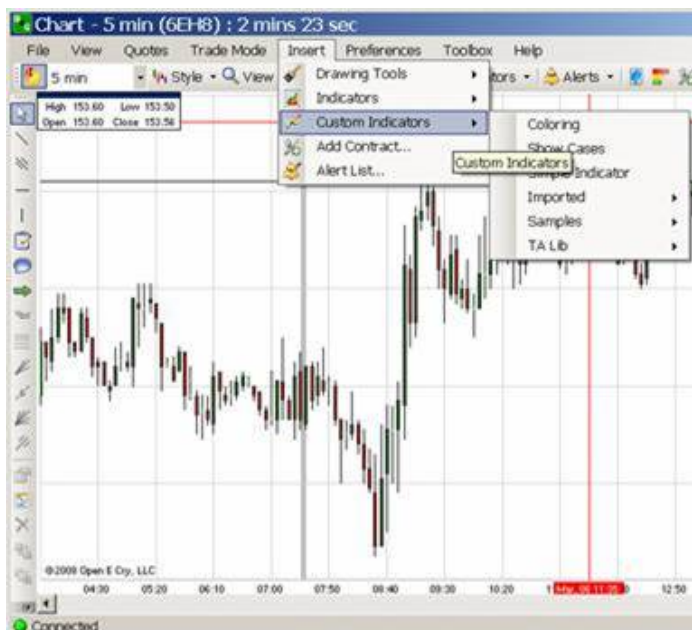 Chart - 5 min (6EH8) : 2 mins 23 sec
File View Quotes Trade Mode Insert Preferences Toolbox Help
5 min Style View Alerts
High 153.60 Low 153.50
Open 153.60 Close 153.56
Drawing Tools
Indicators
Custom Indicators
Add Contract...
Alert List...
Custom Indicators
Coloring
Show Cases
Simple Indicator
Imported
Samples
TA Lib
©2008 Open E Cry, LLC
04:30 05:20 06:10 07:00 07:50 08:40 09:30 10:20 12:50
Connected